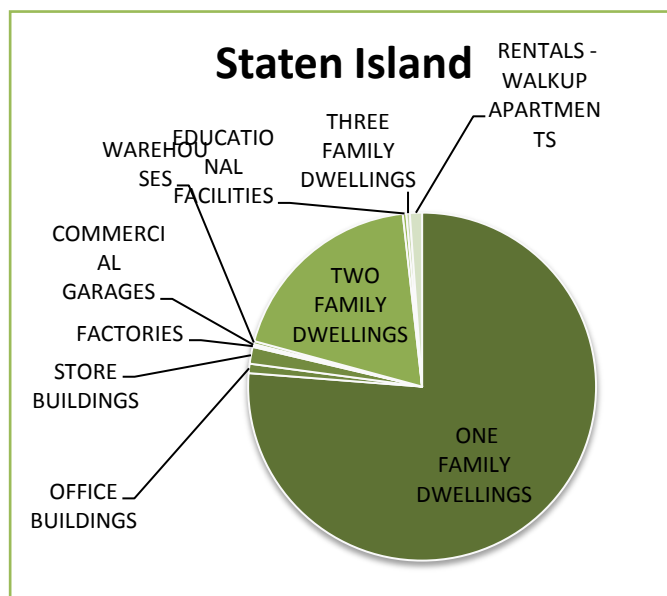 Staten Island
RENTALS -
WALKUP
APARTMEN
TS
THREE
FAMILY
DWELLINGS
EDUCATIO
NAL
FACILITIES
WAREHOU
SES
COMMERCI
AL
GARAGES
FACTORIES
STORE
BUILDINGS
OFFICE
BUILDINGS
TWO
FAMILY
DWELLINGS
ONE
FAMILY
DWELLINGS